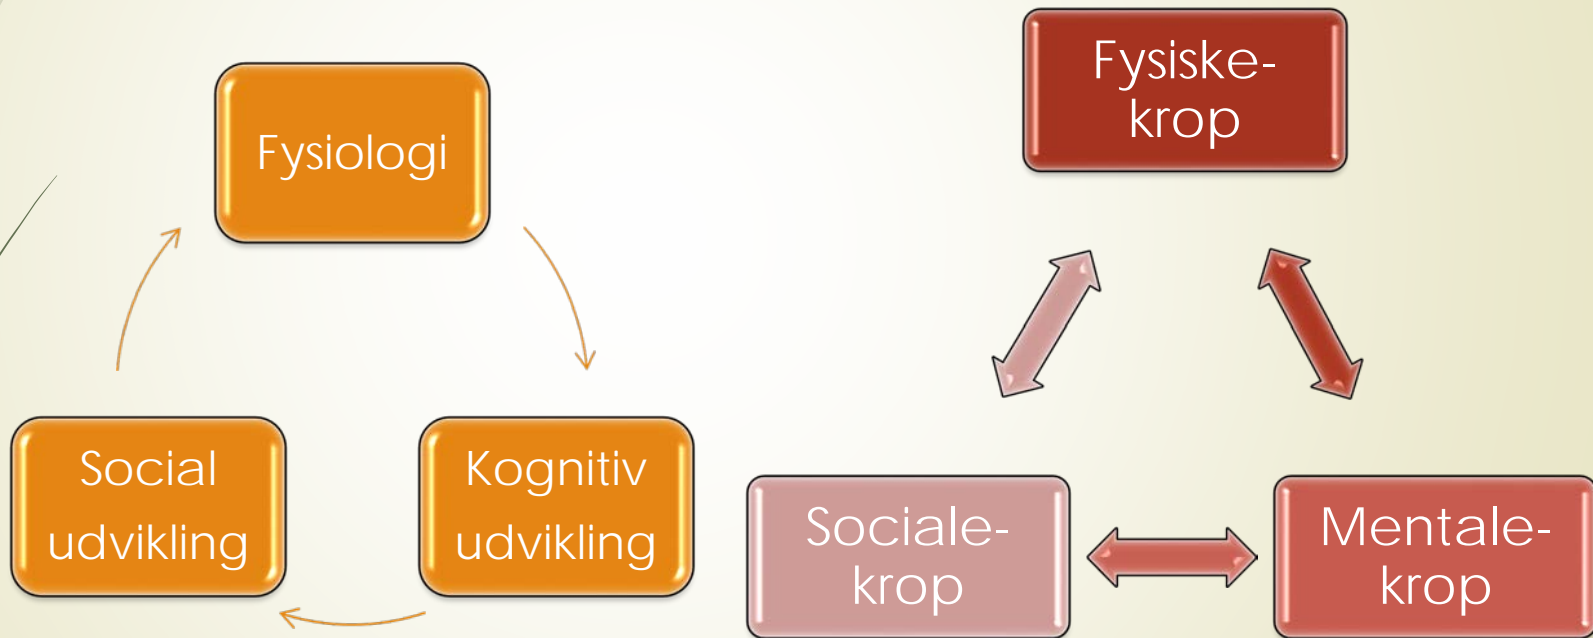 Fysiologi
Kognitiv
udvikling
Social
udvikling
Fysiske-
krop
Mentale-
krop
Sociale-
krop